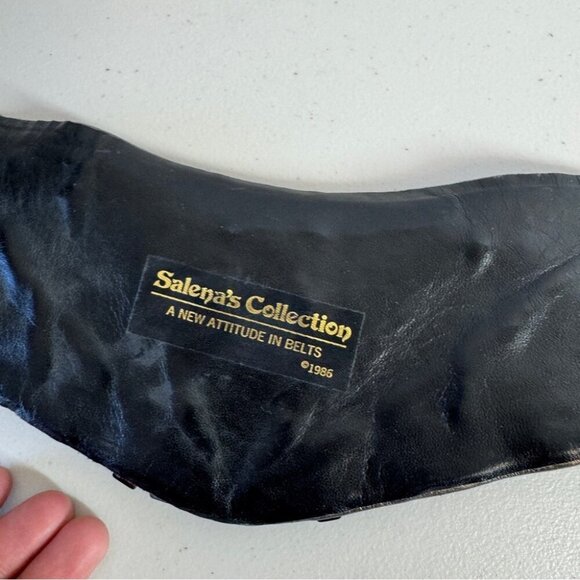 Salena's Collection
A NEW ATTITUDE IN BELTS
©1986